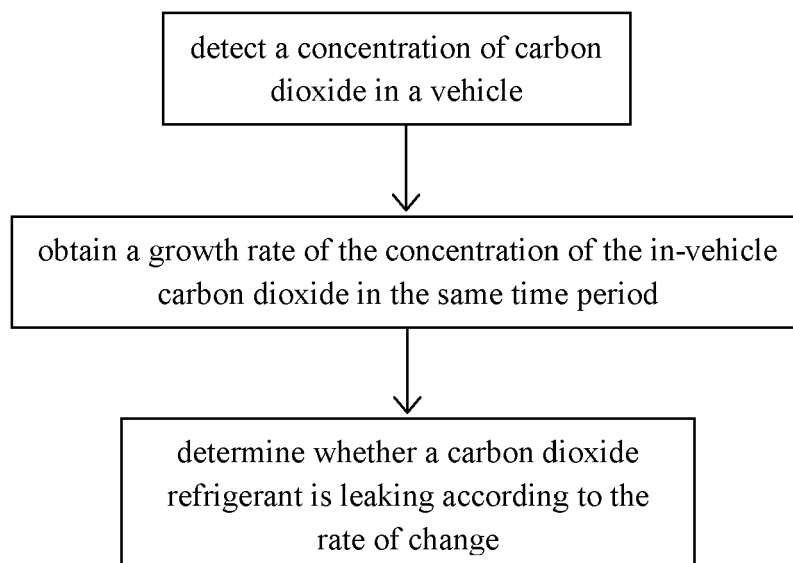 detect a concentration of carbon
dioxide in a vehicle
obtain a growth rate of the concentration of the in-vehicle
carbon dioxide in the same time period
determine whether a carbon dioxide
refrigerant is leaking according to the
rate of change